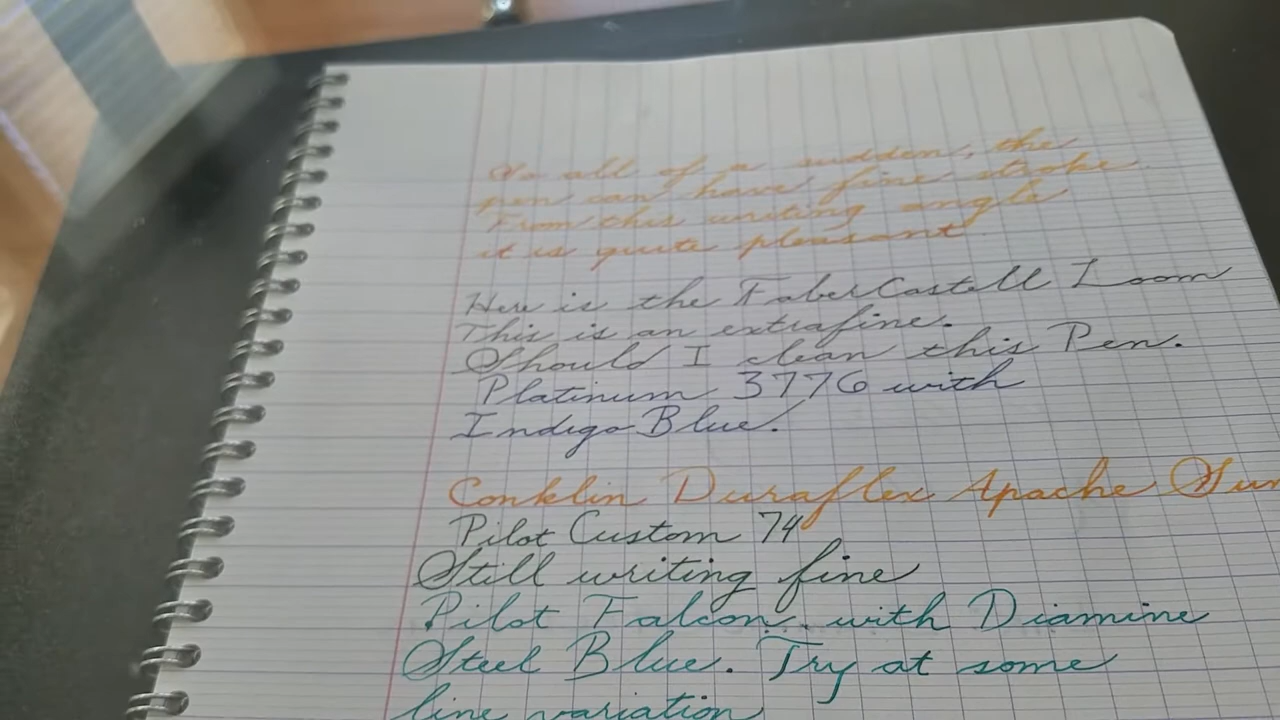 So all of a sudden, the
pen can have fine stroke.
From this writing angle
it is quite pleasant.
Here is the FaberCastell Loom
This is an extrafine.
Should I clean this Pen.
Platinum 3776 with
Indigo Blue.
Conklin Duraflex Apache Sun
Pilot Custom 74
Still writing fine
Pilot Falcon. with Diamine
Steel Blue. Try at some
line variation